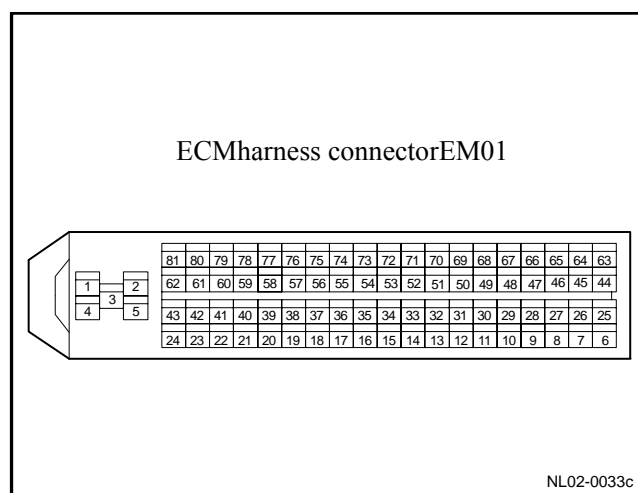 ECMharness connectorEM01
81 80 79 78 77 76 75 74 73 72 71 70 69 68 67 66 65 64 63
1 2 62 61 60 59 58 57 56 55 54 53 52 51 50 49 48 47 46 45 44
3
4 5 43 42 41 40 39 38 37 36 35 34 33 32 31 30 29 28 27 26 25
24 23 22 21 20 19 18 17 16 15 14 13 12 11 10 9 8 7 6
NL02-0033c